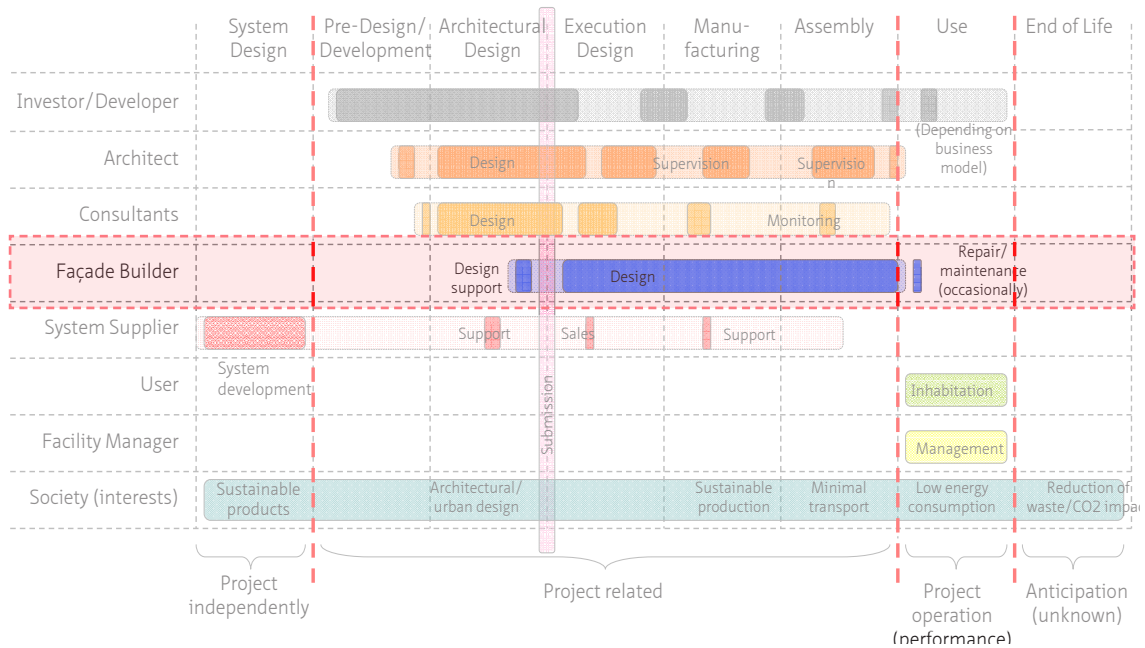 System
Design
Pre-Design/
Development
Architectural
Design
Execution
Design
Manu-
facturing
Assembly
Use
End of Life
Investor/Developer
(Depending on
business
model)
Architect
Design
Supervision
Supervisio
n
Consultants
Design
Monitoring
Façade Builder
Design
support
Design
Repair/
maintenance
(occasionally)
System Supplier
Support
Sales
Support
System
development
User
Inhabitation
Submission
Facility Manager
Management
Society (interests)
Sustainable
products
Architectural/
urban design
Sustainable
production
Minimal
transport
Low energy
consumption
Reduction of
waste/CO2 impac
Project
independently
Project related
Project
operation
(performance)
Anticipation
(unknown)